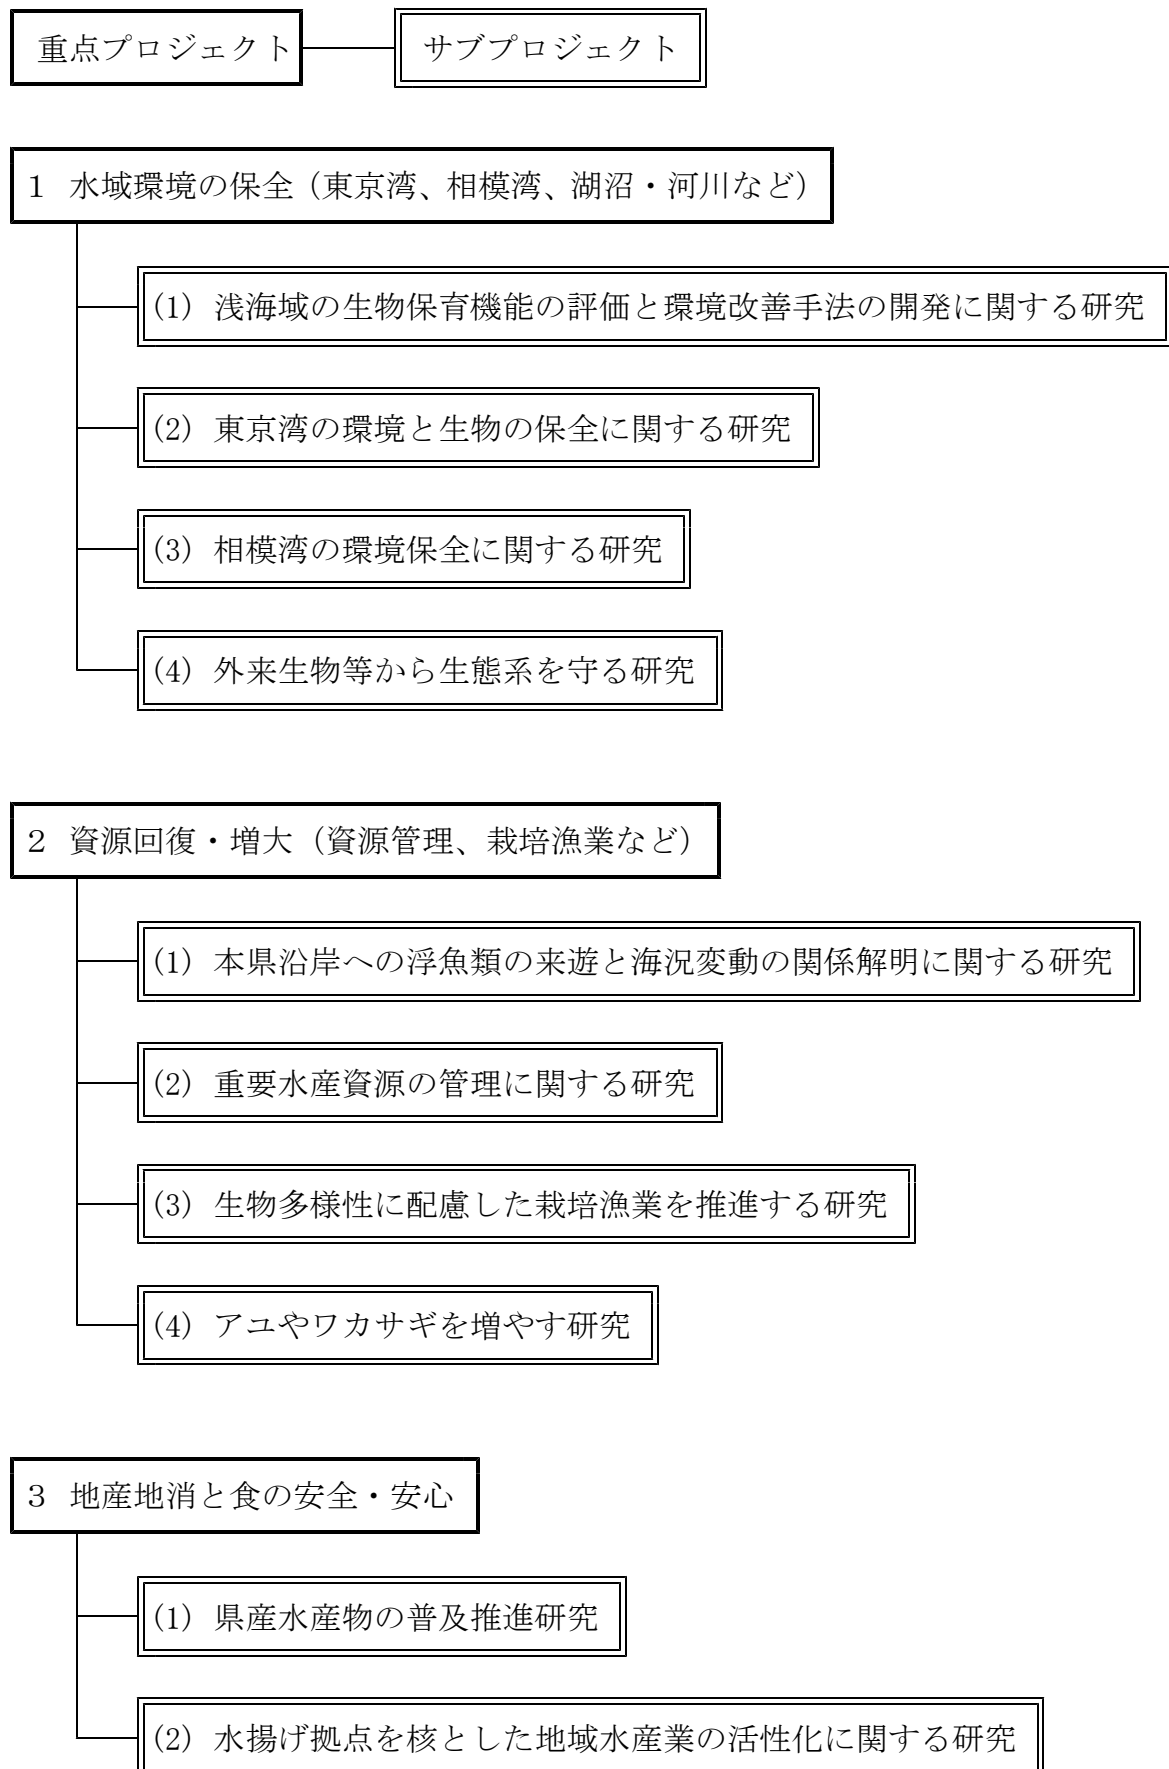 重点プロジェクト
サブプロジェクト
1 水域環境の保全（東京湾、相模湾、湖沼・河川など）
(1) 浅海域の生物保育機能の評価と環境改善手法の開発に関する研究
(2) 東京湾の環境と生物の保全に関する研究
(3) 相模湾の環境保全に関する研究
(4) 外来生物等から生態系を守る研究
2 資源回復・増大（資源管理、栽培漁業など）
(1) 本県沿岸への浮魚類の来遊と海況変動の関係解明に関する研究
(2) 重要水産資源の管理に関する研究
(3) 生物多様性に配慮した栽培漁業を推進する研究
(4) アユやワカサギを増やす研究
3 地産地消と食の安全・安心
(1) 県産水産物の普及推進研究
(2) 水揚げ拠点を核とした地域水産業の活性化に関する研究